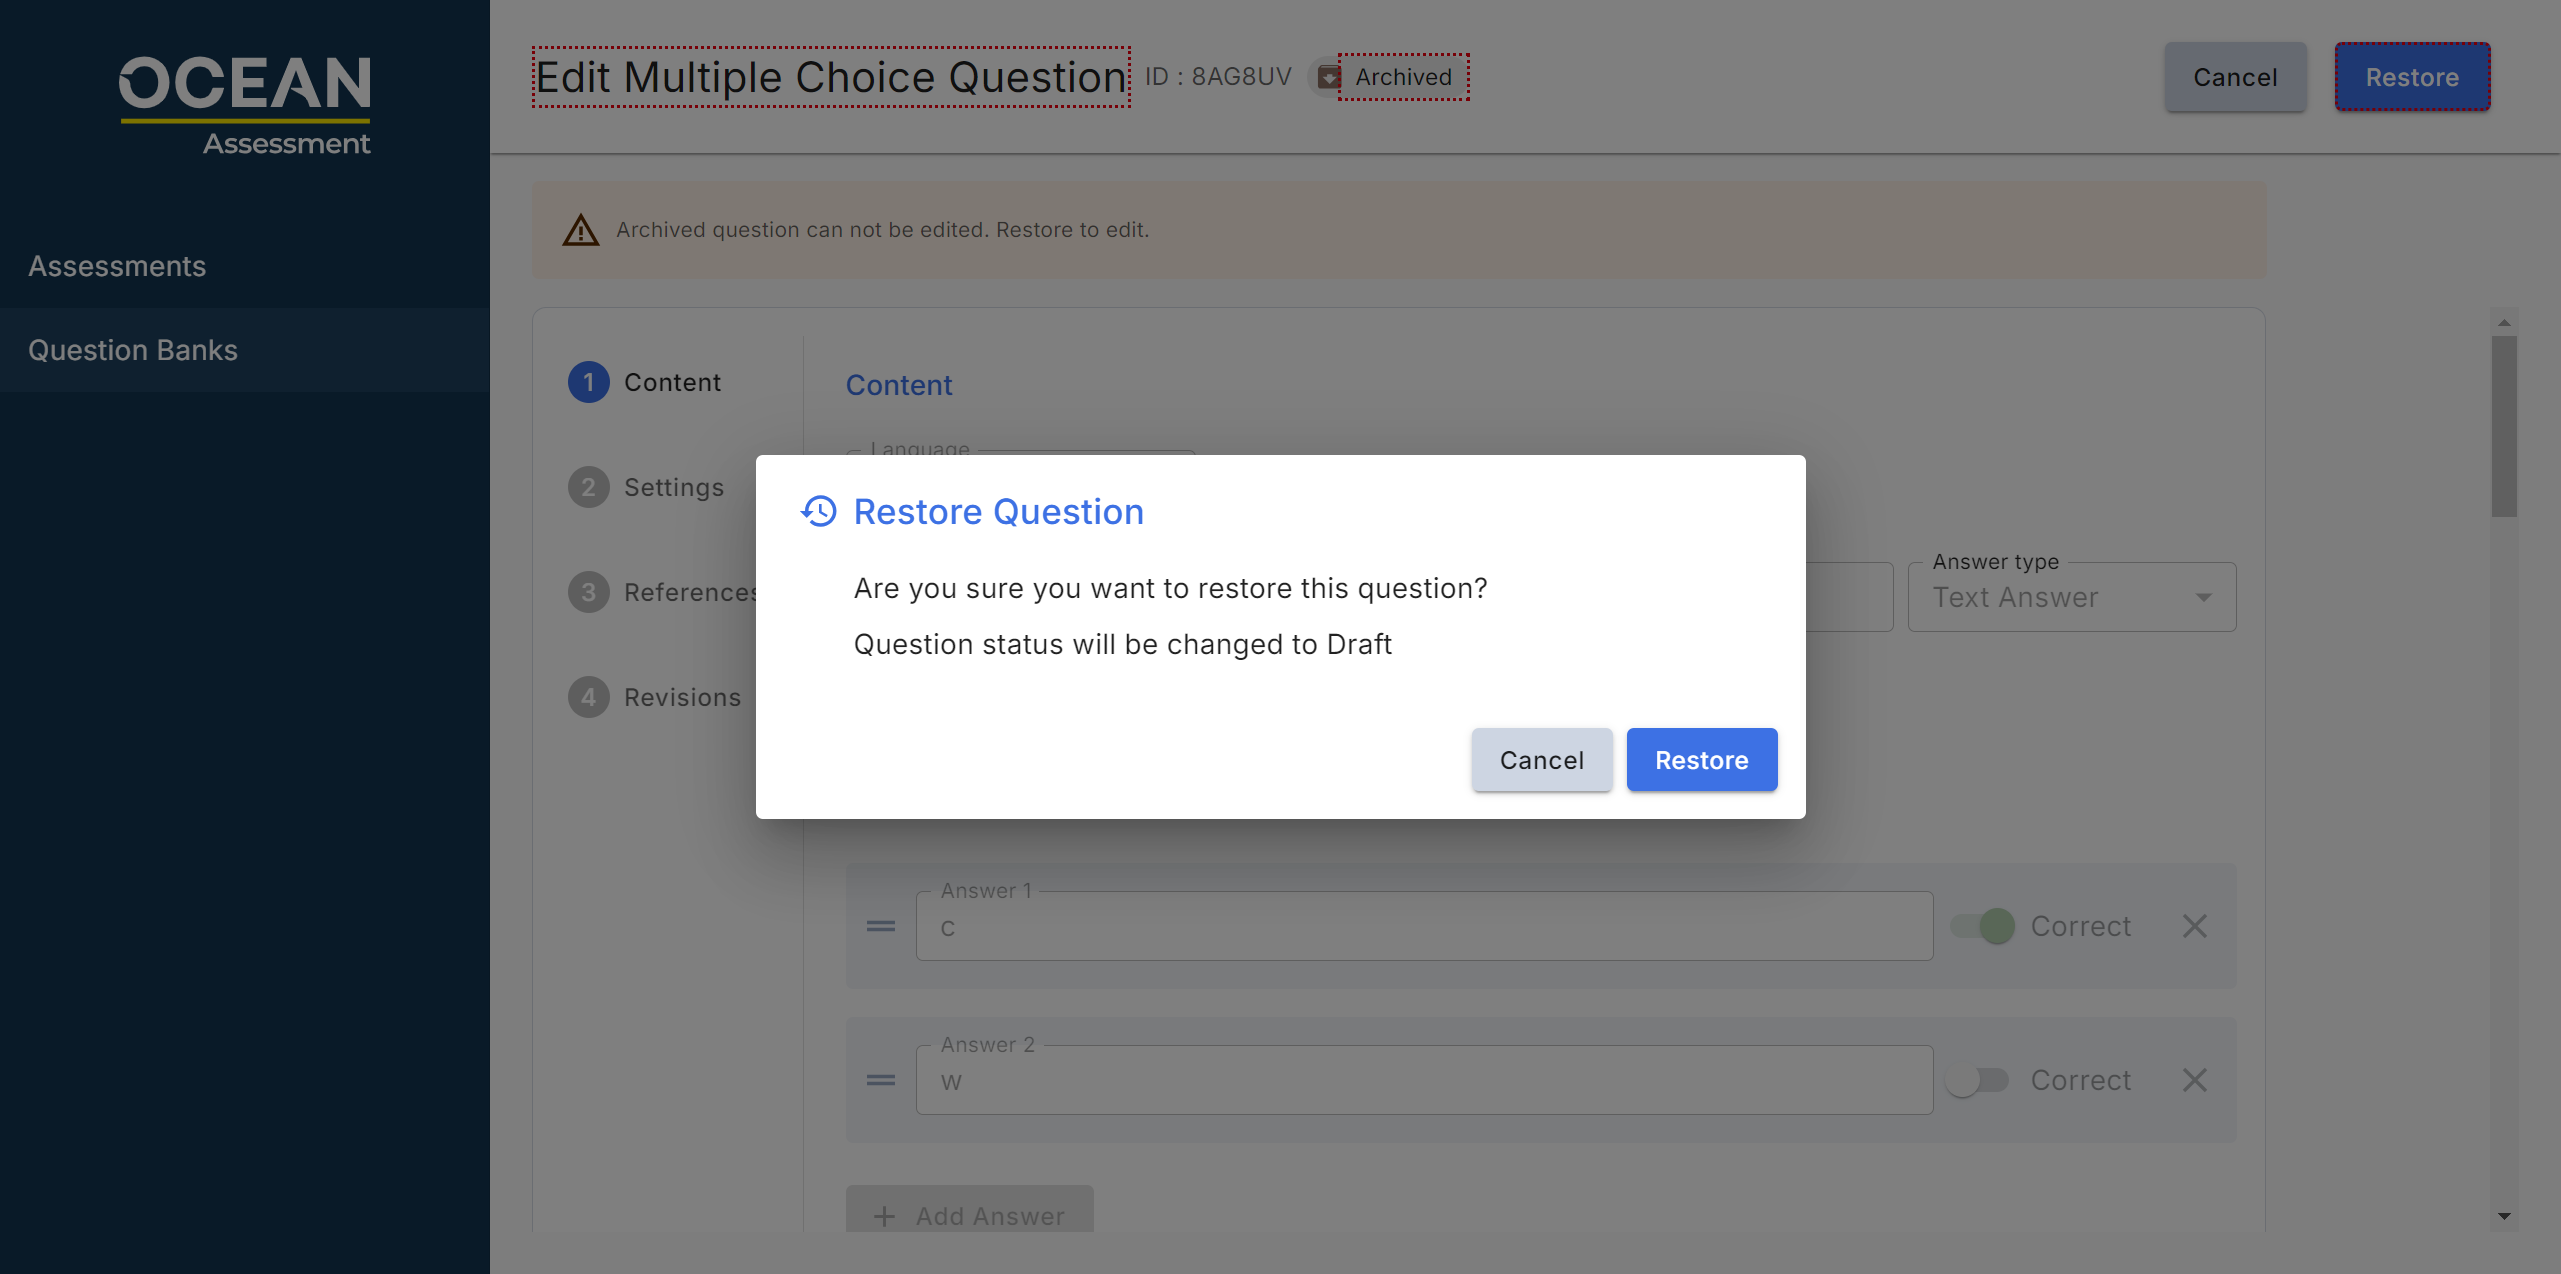 OCEAN
Assessment
Assessments
Question Banks
Edit Multiple Choice Question ID : 8AG8UV Archived
Cancel
Restore
Archived question can not be edited. Restore to edit.
1 Content
2 Settings
3 References
4 Revisions
Content
Language
Answer type
Text Answer
Restore Question
Are you sure you want to restore this question?
Question status will be changed to Draft
Cancel
Restore
Answer 1
c
Correct
Answer 2
w
Correct
Add Answer